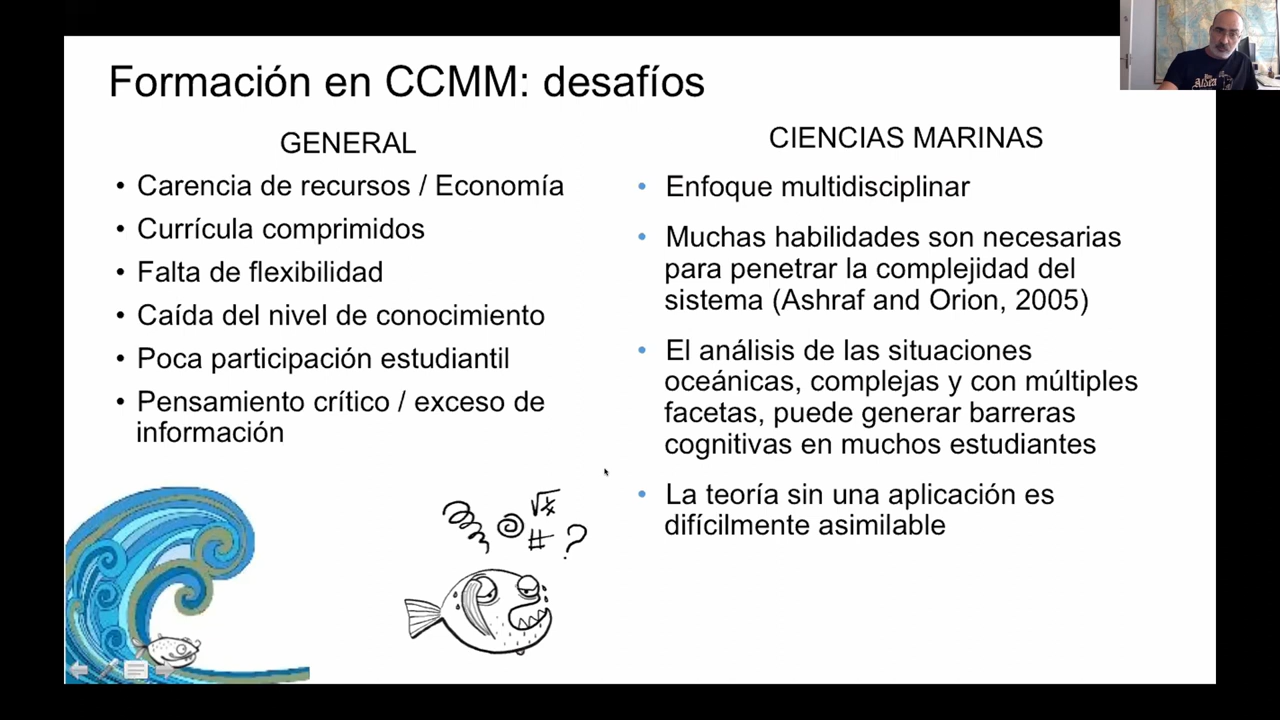 Formación en CCMM: desafíos
GENERAL
• Carencia de recursos / Economía
• Currícula comprimidos
• Falta de flexibilidad
• Caída del nivel de conocimiento
• Poca participación estudiantil
• Pensamiento crítico / exceso de
información
CIENCIAS MARINAS
• Enfoque multidisciplinar
• Muchas habilidades son necesarias
para penetrar la complejidad del
sistema (Ashraf and Orion, 2005)
• El análisis de las situaciones
oceánicas, complejas y con múltiples
facetas, puede generar barreras
cognitivas en muchos estudiantes
• La teoría sin una aplicación es
difícilmente asimilable
# ?